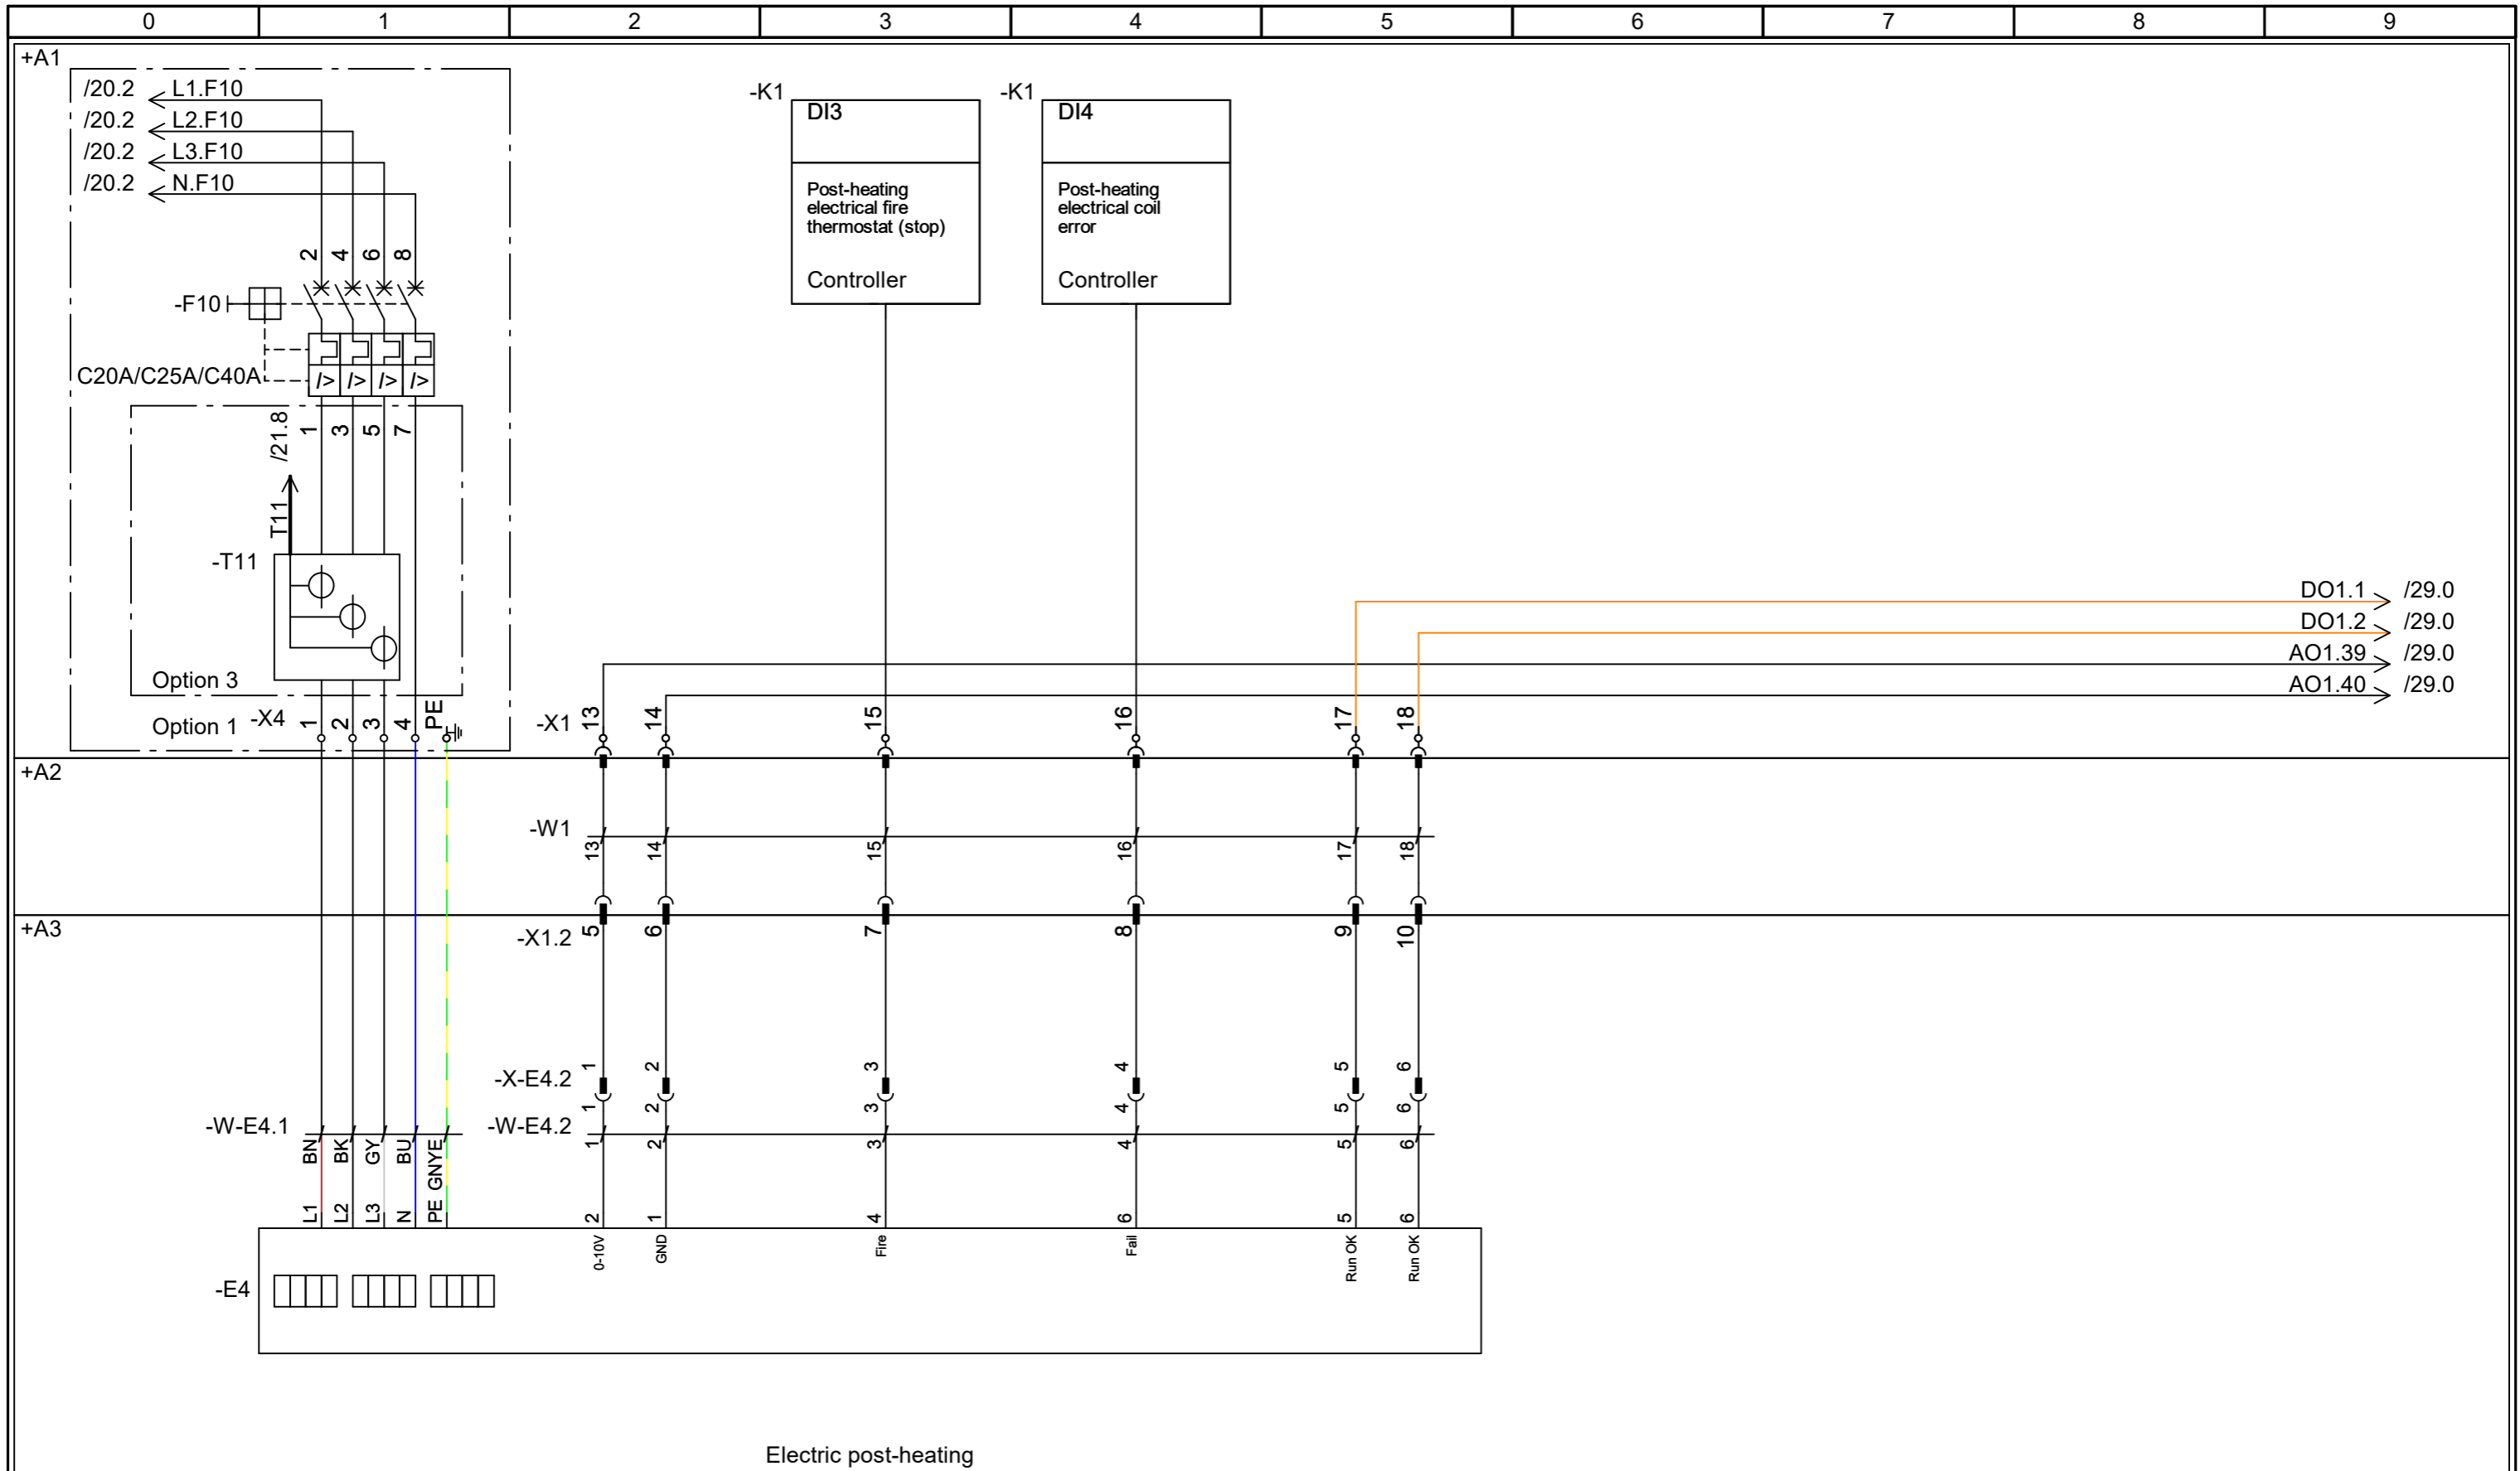 0 1 2 3 4 5 6 7 8 9
+A1
/20.2 L1.F10
/20.2 L2.F10
/20.2 L3.F10
/20.2 N.F10
-K1
DI3
Post-heating
electrical fire
thermostat (stop)
Controller
-K1
DI4
Post-heating
electrical coil
error
Controller
2 4 6 8
-F10
C20A/C25A/C40A
I> I> I> I>
/21.8
1 3 5 7
T11
-T11
DO1.1 /29.0
DO1.2 /29.0
AO1.39 /29.0
AO1.40 /29.0
Option 3
Option 1
-X4 1 2 3 4 PE
-X1 13 14 15 16 17 18
+A2
-W1
13 14 15 16 17 18
+A3
-X1.2 5 6 7 8 9 10
-X-E4.2 1 2 3 4 5 6
1 2 3 4 5 6
-W-E4.1
BN BK GY BU GNYE
-W-E4.2
1 2 3 4 5 6
L1 L2 L3 N PE
2 1 4 6 5 6
0-10V GND Fire Fail Run OK Run OK
-E4
Electric post-heating